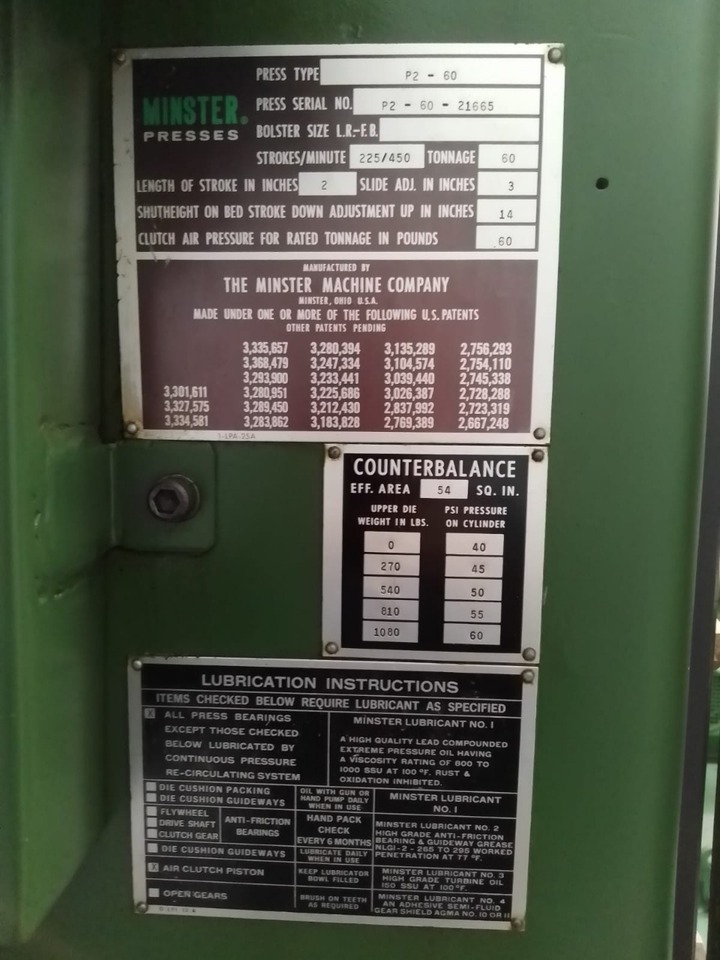 PRESS TYPE P2 - 60
MINSTER® PRESSES
PRESS SERIAL NO. P2 - 60 - 21665
BOLSTER SIZE L.R.-F.B.
STROKES/MINUTE 225/450 TONNAGE 60
LENGTH OF STROKE IN INCHES 2 SLIDE ADJ. IN INCHES 3
SHUTHEIGHT ON BED STROKE DOWN ADJUSTMENT UP IN INCHES 14
CLUTCH AIR PRESSURE FOR RATED TONNAGE IN POUNDS 60
MANUFACTURED BY
THE MINSTER MACHINE COMPANY
MINSTER, OHIO U.S.A.
MADE UNDER ONE OR MORE OF THE FOLLOWING U.S. PATENTS
OTHER PATENTS PENDING
3,335,657 3,280,394 3,135,289 2,756,293
3,368,479 3,247,334 3,104,574 2,754,110
3,293,900 3,233,441 3,039,440 2,745,338
3,301,611 3,280,951 3,225,686 3,026,387 2,728,288
3,327,575 3,289,450 3,212,430 2,837,992 2,723,319
3,334,581 3,283,862 3,183,828 2,769,389 2,667,248
COUNTERBALANCE
EFF. AREA 54 SQ. IN.
UPPER DIE PSI PRESSURE
WEIGHT IN LBS. ON CYLINDER
0 40
270 45
540 50
810 55
1080 60
LUBRICATION INSTRUCTIONS
ITEMS CHECKED BELOW REQUIRE LUBRICANT AS SPECIFIED
X ALL PRESS BEARINGS
EXCEPT THOSE CHECKED
BELOW LUBRICATED BY
CONTINUOUS PRESSURE
RE-CIRCULATING SYSTEM
MINSTER LUBRICANT NO. 1
A HIGH QUALITY LEAD COMPOUNDED
EXTREME PRESSURE OIL HAVING
A VISCOSITY RATING OF 800 TO
1000 SSU AT 100 °F. RUST &
OXIDATION INHIBITED.
DIE CUSHION PACKING
DIE CUSHION GUIDEWAYS
OIL WITH GUN OR
HAND PUMP DAILY
WHEN IN USE
MINSTER LUBRICANT
NO. 1
FLYWHEEL
DRIVE SHAFT
CLUTCH GEAR
ANTI-FRICTION
BEARINGS
HAND PACK
CHECK
EVERY 6 MONTHS
MINSTER LUBRICANT NO. 2
HIGH GRADE ANTI-FRICTION
BEARING & GUIDEWAY GREASE
NLGI-2 - 265 TO 295 WORKED
PENETRATION AT 77 °F.
DIE CUSHION GUIDEWAYS
LUBRICATE DAILY
WHEN IN USE
X AIR CLUTCH PISTON
KEEP LUBRICATOR
BOWL FILLED
MINSTER LUBRICANT NO. 3
HIGH GRADE TURBINE OIL
150 SSU AT 100°F.
OPEN GEARS
BRUSH ON TEETH
AS REQUIRED
MINSTER LUBRICANT NO. 4
AN ADHESIVE SEMI-FLUID
GEAR SHIELD AGMA NO. 10 OR 11